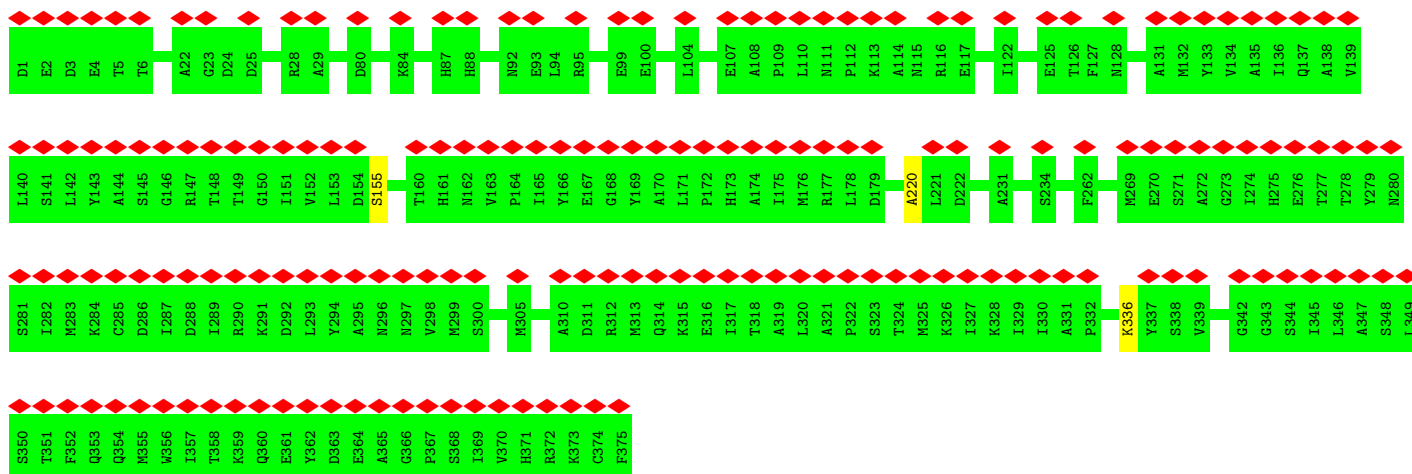 D1 E2 D3 E4 T5 T6 A22 G23 D24 D25 R28 A29 D80 K84 H87 H88 N92 E93 L94 R95 E99 E100 L104 E107 A108 P109 L110 N111 P112 K113 A114 N115 R116 E117 I122 E125 T126 F127 N128 A131 M132 Y133 V134 A135 I136 Q137 A138 V139
L140 S141 L142 Y143 A144 S145 G146 R147 T148 T149 G150 I151 V152 L153 D154 S155 T160 H161 N162 V163 P164 I165 Y166 E167 G168 Y169 A170 L171 P172 H173 A174 I175 M176 R177 L178 D179 A220 L221 D222 A231 S234 F262 M269 E270 S271 A272 G273 I274 H275 E276 T277 T278 Y279 N280
S281 I282 M283 K284 C285 D286 I287 D288 I289 R290 K291 D292 L293 Y294 A295 N296 N297 V298 M299 S300 M305 A310 D311 R312 M313 Q314 K315 E316 I317 T318 A319 L320 A321 P322 S323 T324 M325 K326 I327 K328 I329 I330 A331 P332 K336 Y337 S338 V339 G342 G343 S344 I345 L346 A347 S348 L349
S350 T351 F352 Q353 Q354 M355 W356 I357 T358 K359 Q360 E361 Y362 D363 E364 A365 G366 P367 S368 I369 V370 H371 R372 K373 C374 F375